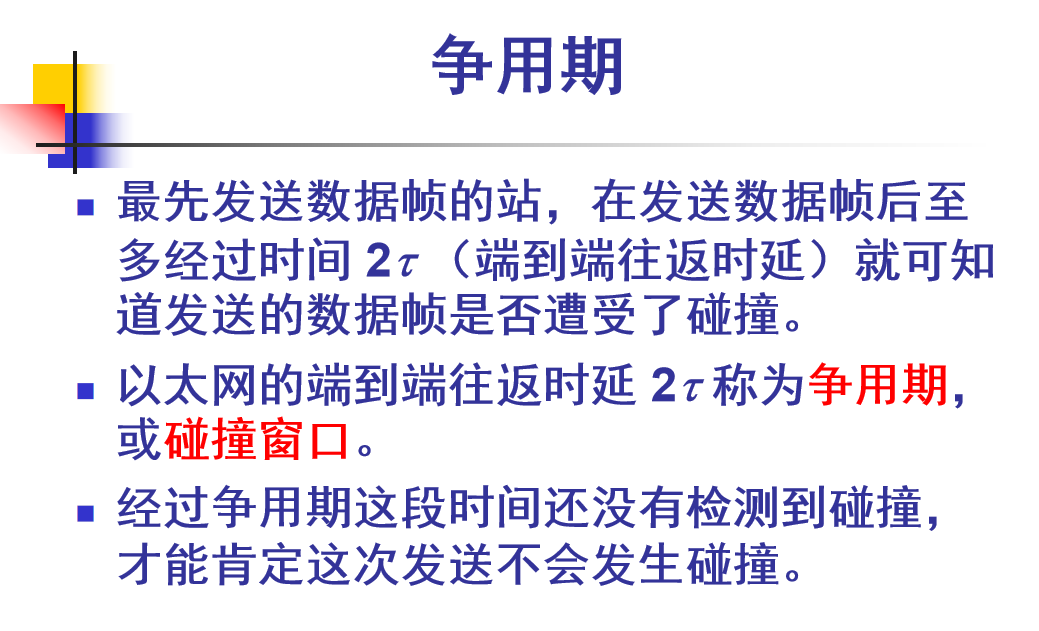 争用期
最先发送数据帧的站，在发送数据帧后至
多经过时间 2τ （端到端往返时延）就可知
道发送的数据帧是否遭受了碰撞。
以太网的端到端往返时延 2τ 称为争用期，
或碰撞窗口。
经过争用期这段时间还没有检测到碰撞，
才能肯定这次发送不会发生碰撞。